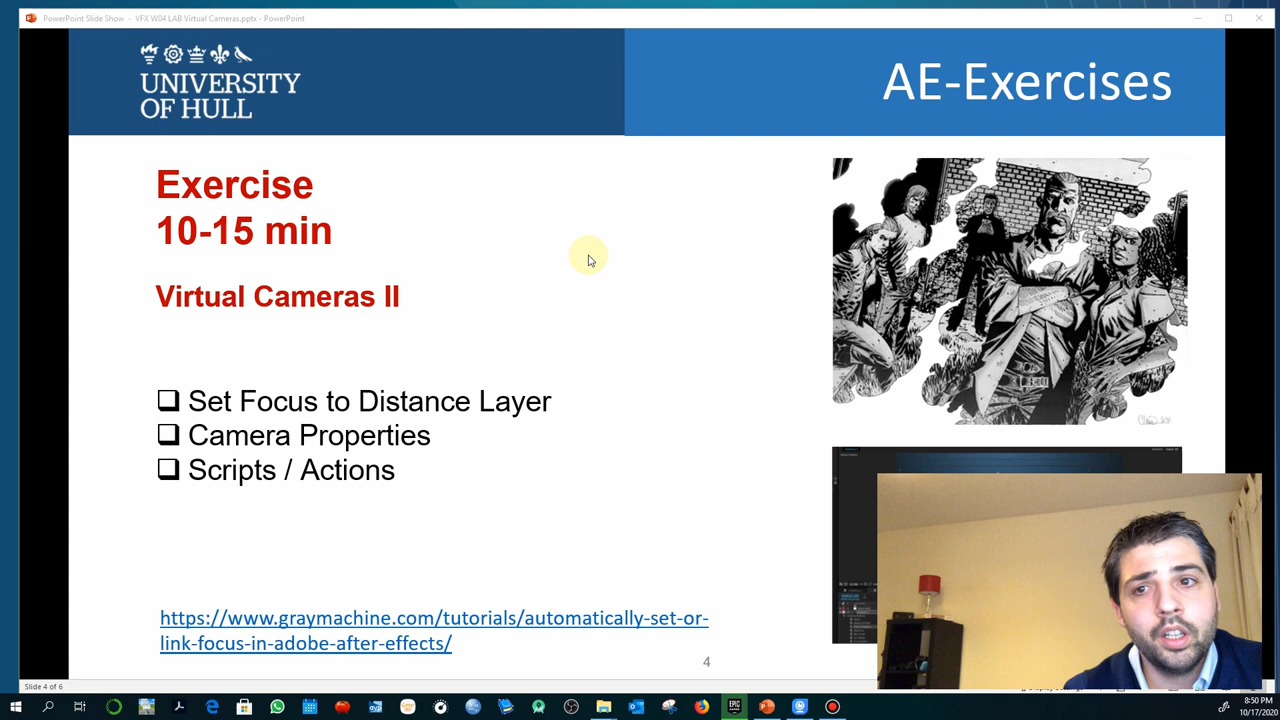 PowerPoint Slide Show - VFX W04 LAB Virtual Cameras.pptx - PowerPoint
UNIVERSITY
OF HULL
AE-Exercises
Exercise
10-15 min
Virtual Cameras II
❑ Set Focus to Distance Layer
❑ Camera Properties
❑ Scripts / Actions
https://www.graymachine.com/tutorials/automatically-set-or-
link-focus-in-adobe-after-effects/
4
Slide 4 of 6
EPIC
8:50 PM
10/17/2020